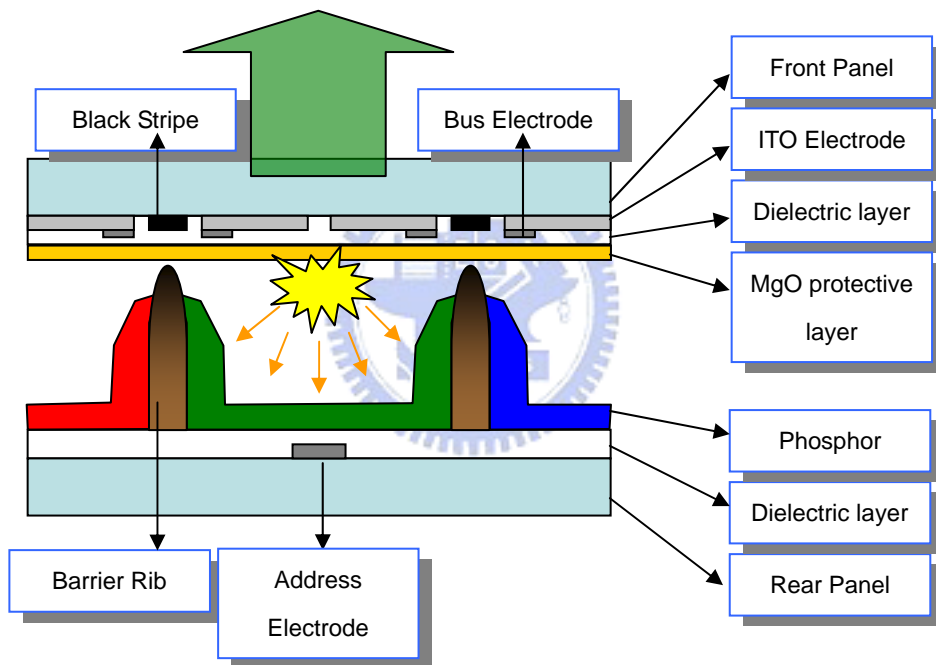 Front Panel
Black Stripe
Bus Electrode
ITO Electrode
Dielectric layer
MgO protective
layer
Phosphor
Dielectric layer
Barrier Rib
Address
Electrode
Rear Panel